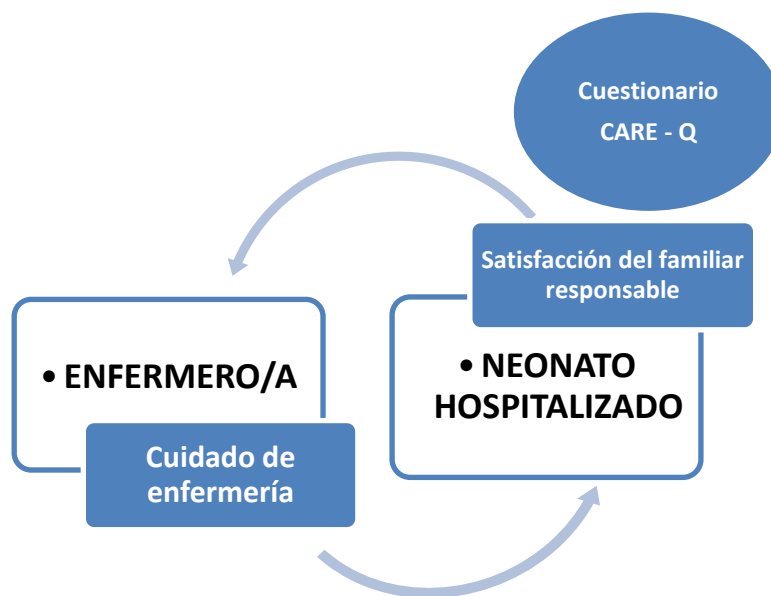 Cuestionario
CARE - Q
Satisfacción del familiar
responsable
• ENFERMERO/A
Cuidado de
enfermería
• NEONATO
HOSPITALIZADO